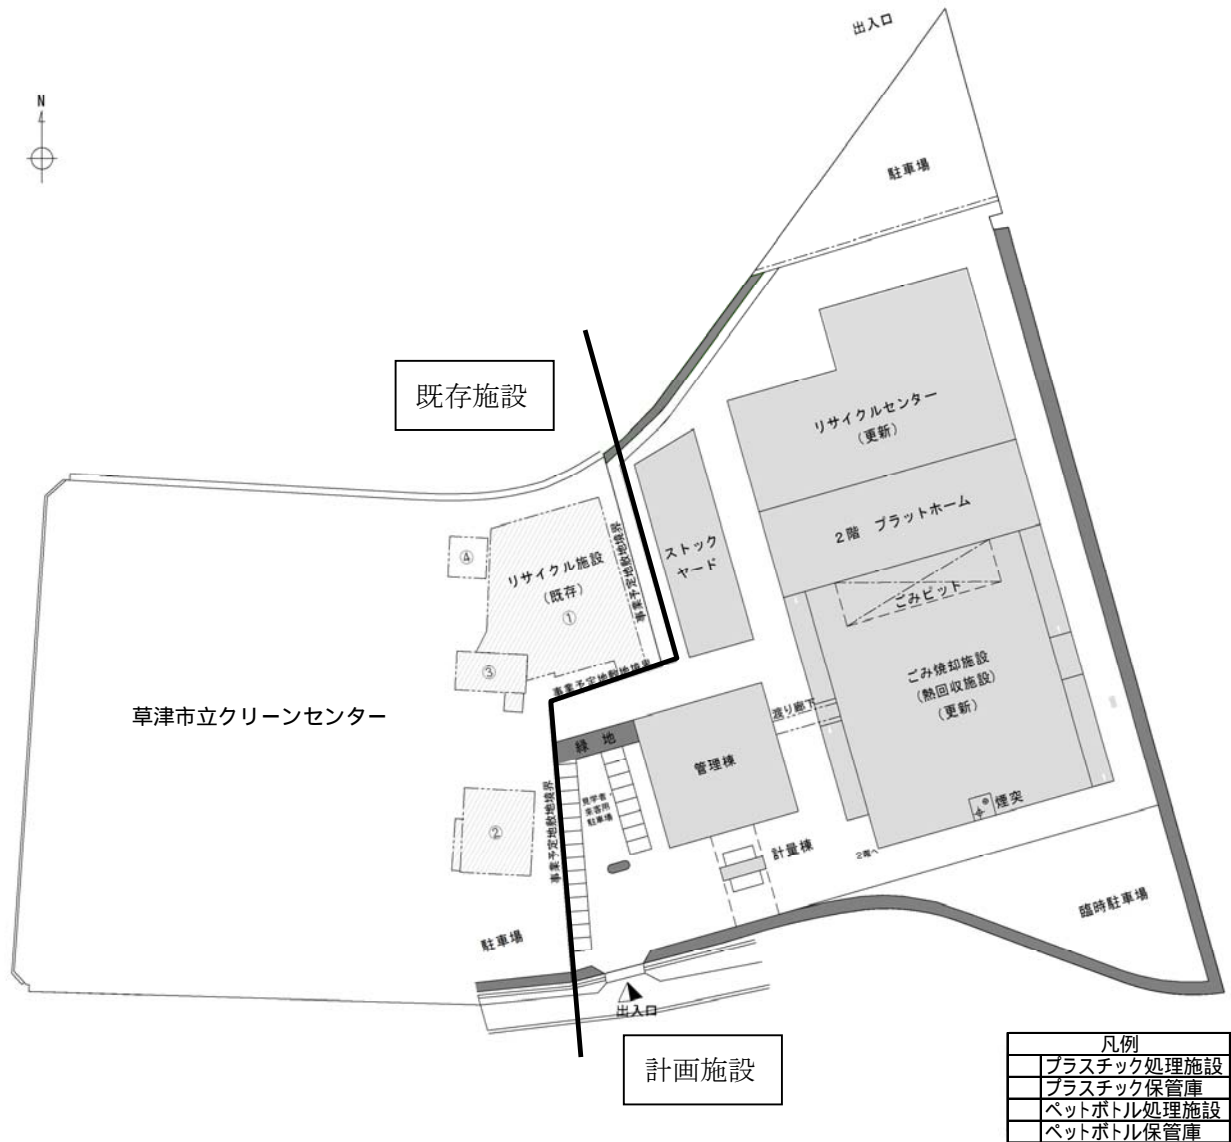 出入口
N
駐車場
既存施設
リサイクルセンター
(更新)
2階 プラットホーム
ストック
ヤード
事業予定地敷地境界
④
リサイクル施設
(既存)
①
ごみピット
③
事業予定地敷地境界
ごみ焼却施設
(熱回収施設)
(更新)
草津市立クリーンセンター
渡り廊下
緑 地
管理棟
見学者・
来客用
駐車場
事業予定地敷地境界
②
煙突
計量棟
2階へ
臨時駐車場
駐車場
出入口
計画施設
凡例
プラスチック処理施設
プラスチック保管庫
ペットボトル処理施設
ペットボトル保管庫